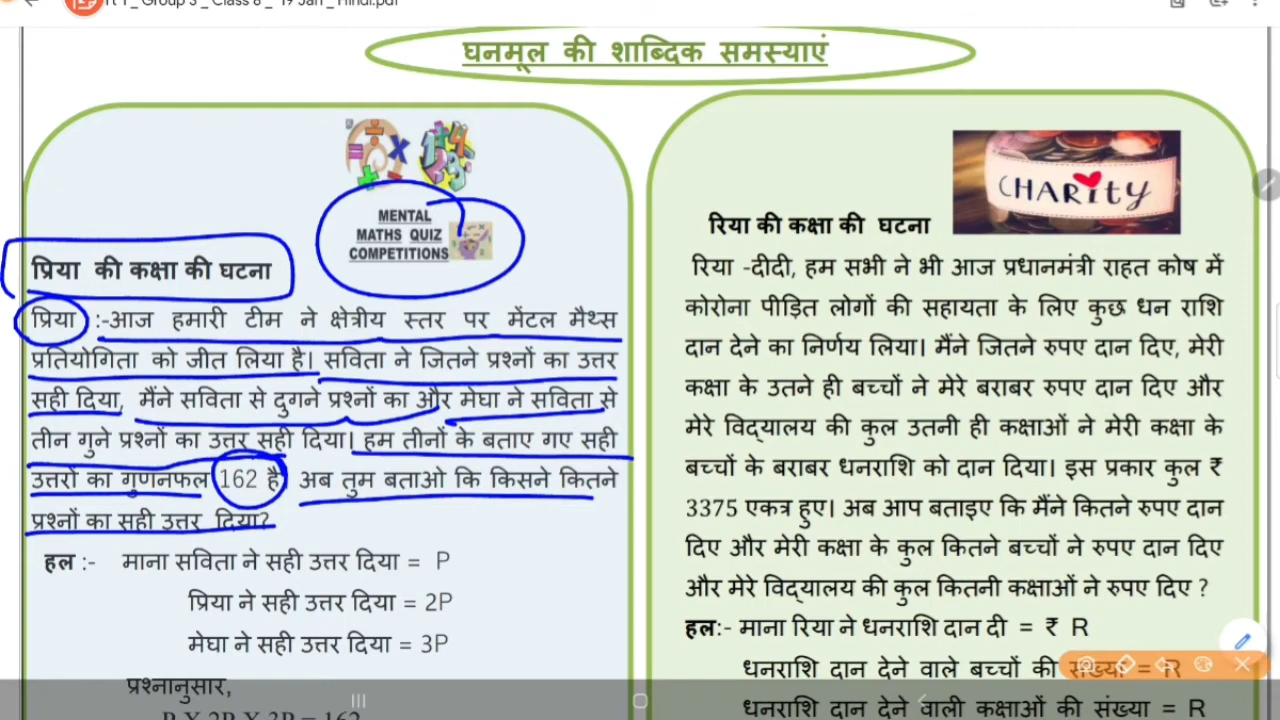 घनमूल की शाब्दिक समस्याएं
MENTAL
MATHS QUIZ
COMPETITIONS
प्रिया की कक्षा की घटना
प्रिया :-आज हमारी टीम ने क्षेत्रीय स्तर पर मेंटल मैथ्स
प्रतियोगिता को जीत लिया है। सविता ने जितने प्रश्नों का उत्तर
सही दिया, मैंने सविता से दुगने प्रश्नों का और मेघा ने सविता से
तीन गुने प्रश्नों का उत्तर सही दिया। हम तीनों के बताए गए सही
उत्तरों का गुणनफल 162 है अब तुम बताओ कि किसने कितने
प्रश्नों का सही उत्तर दिया?
हल :- माना सविता ने सही उत्तर दिया = P
प्रिया ने सही उत्तर दिया = 2P
मेघा ने सही उत्तर दिया = 3P
प्रश्नानुसार,
P X 2P X 3P = 162
CHARITY
रिया की कक्षा की घटना
रिया -दीदी, हम सभी ने भी आज प्रधानमंत्री राहत कोष में
कोरोना पीड़ित लोगों की सहायता के लिए कुछ धन राशि
दान देने का निर्णय लिया। मैंने जितने रुपए दान दिए, मेरी
कक्षा के उतने ही बच्चों ने मेरे बराबर रुपए दान दिए और
मेरे विद्यालय की कुल उतनी ही कक्षाओं ने मेरी कक्षा के
बच्चों के बराबर धनराशि को दान दिया। इस प्रकार कुल ₹
3375 एकत्र हुए। अब आप बताइए कि मैंने कितने रुपए दान
दिए और मेरी कक्षा के कुल कितने बच्चों ने रुपए दान दिए
और मेरे विद्यालय की कुल कितनी कक्षाओं ने रुपए दिए ?
हल:- माना रिया ने धनराशि दान दी = ₹ R
धनराशि दान देने वाले बच्चों की संख्या = R
धनराशि दान देने वाली कक्षाओं की संख्या = R